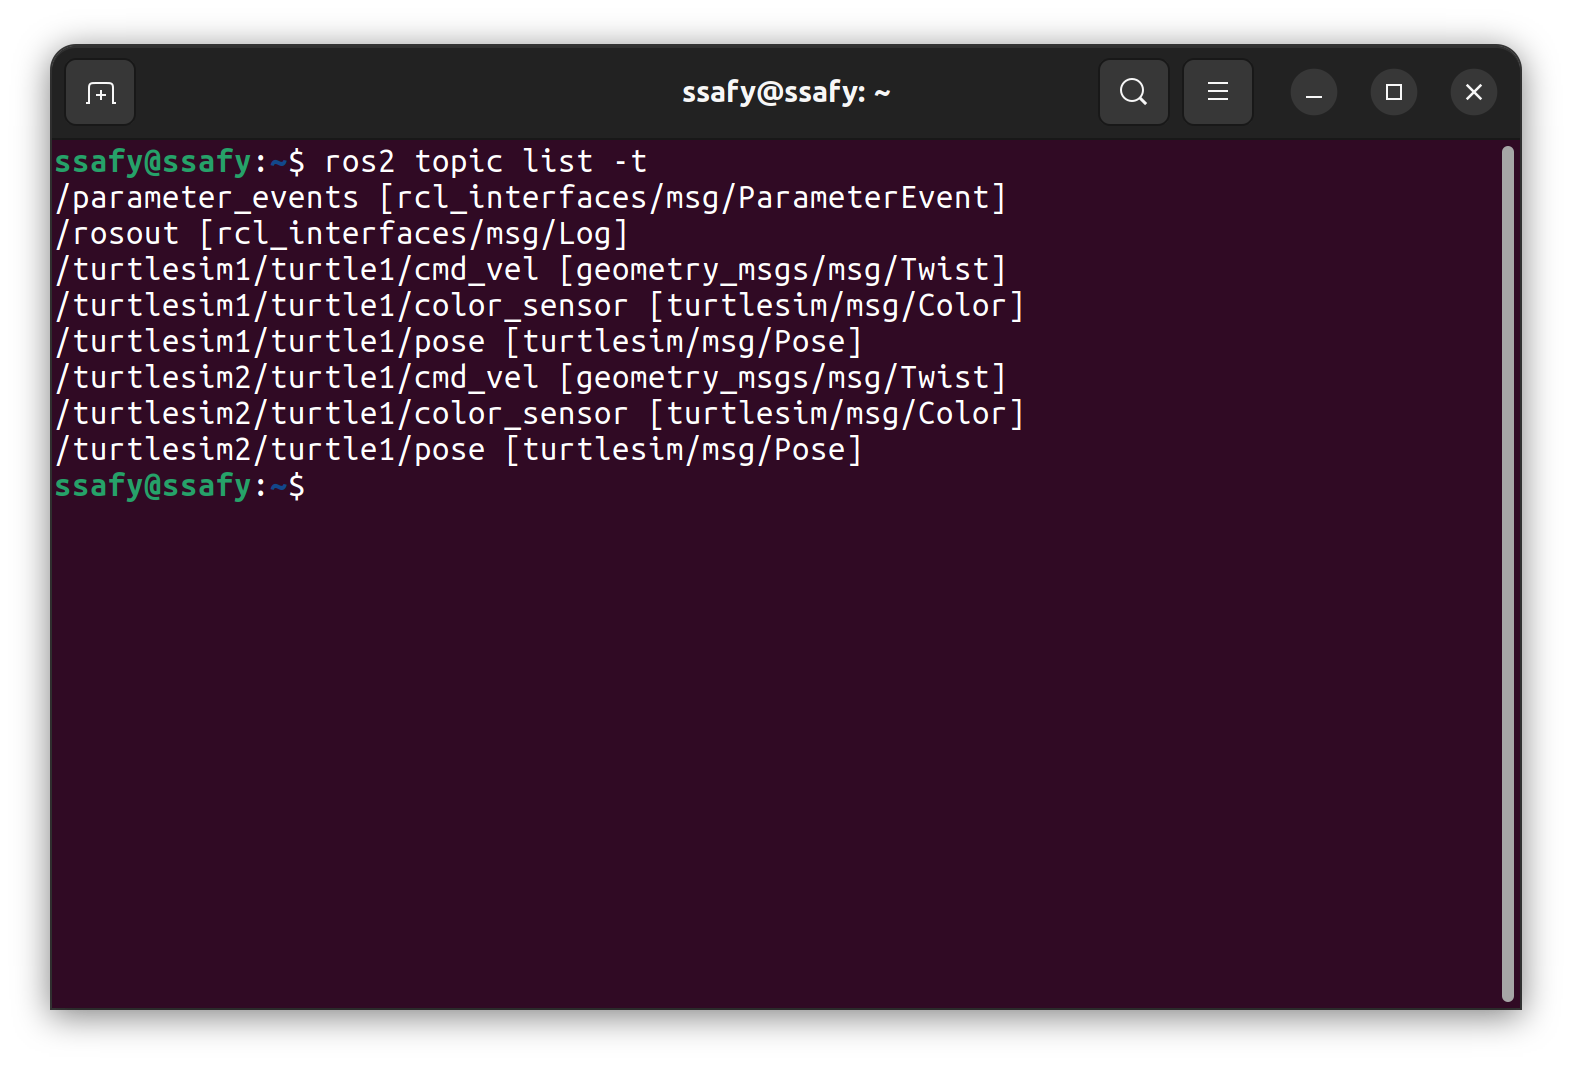 ssafy@ssafy: ~
ssafy@ssafy:~$ ros2 topic list -t
/parameter_events [rcl_interfaces/msg/ParameterEvent]
/rosout [rcl_interfaces/msg/Log]
/turtlesim1/turtle1/cmd_vel [geometry_msgs/msg/Twist]
/turtlesim1/turtle1/color_sensor [turtlesim/msg/Color]
/turtlesim1/turtle1/pose [turtlesim/msg/Pose]
/turtlesim2/turtle1/cmd_vel [geometry_msgs/msg/Twist]
/turtlesim2/turtle1/color_sensor [turtlesim/msg/Color]
/turtlesim2/turtle1/pose [turtlesim/msg/Pose]
ssafy@ssafy:~$